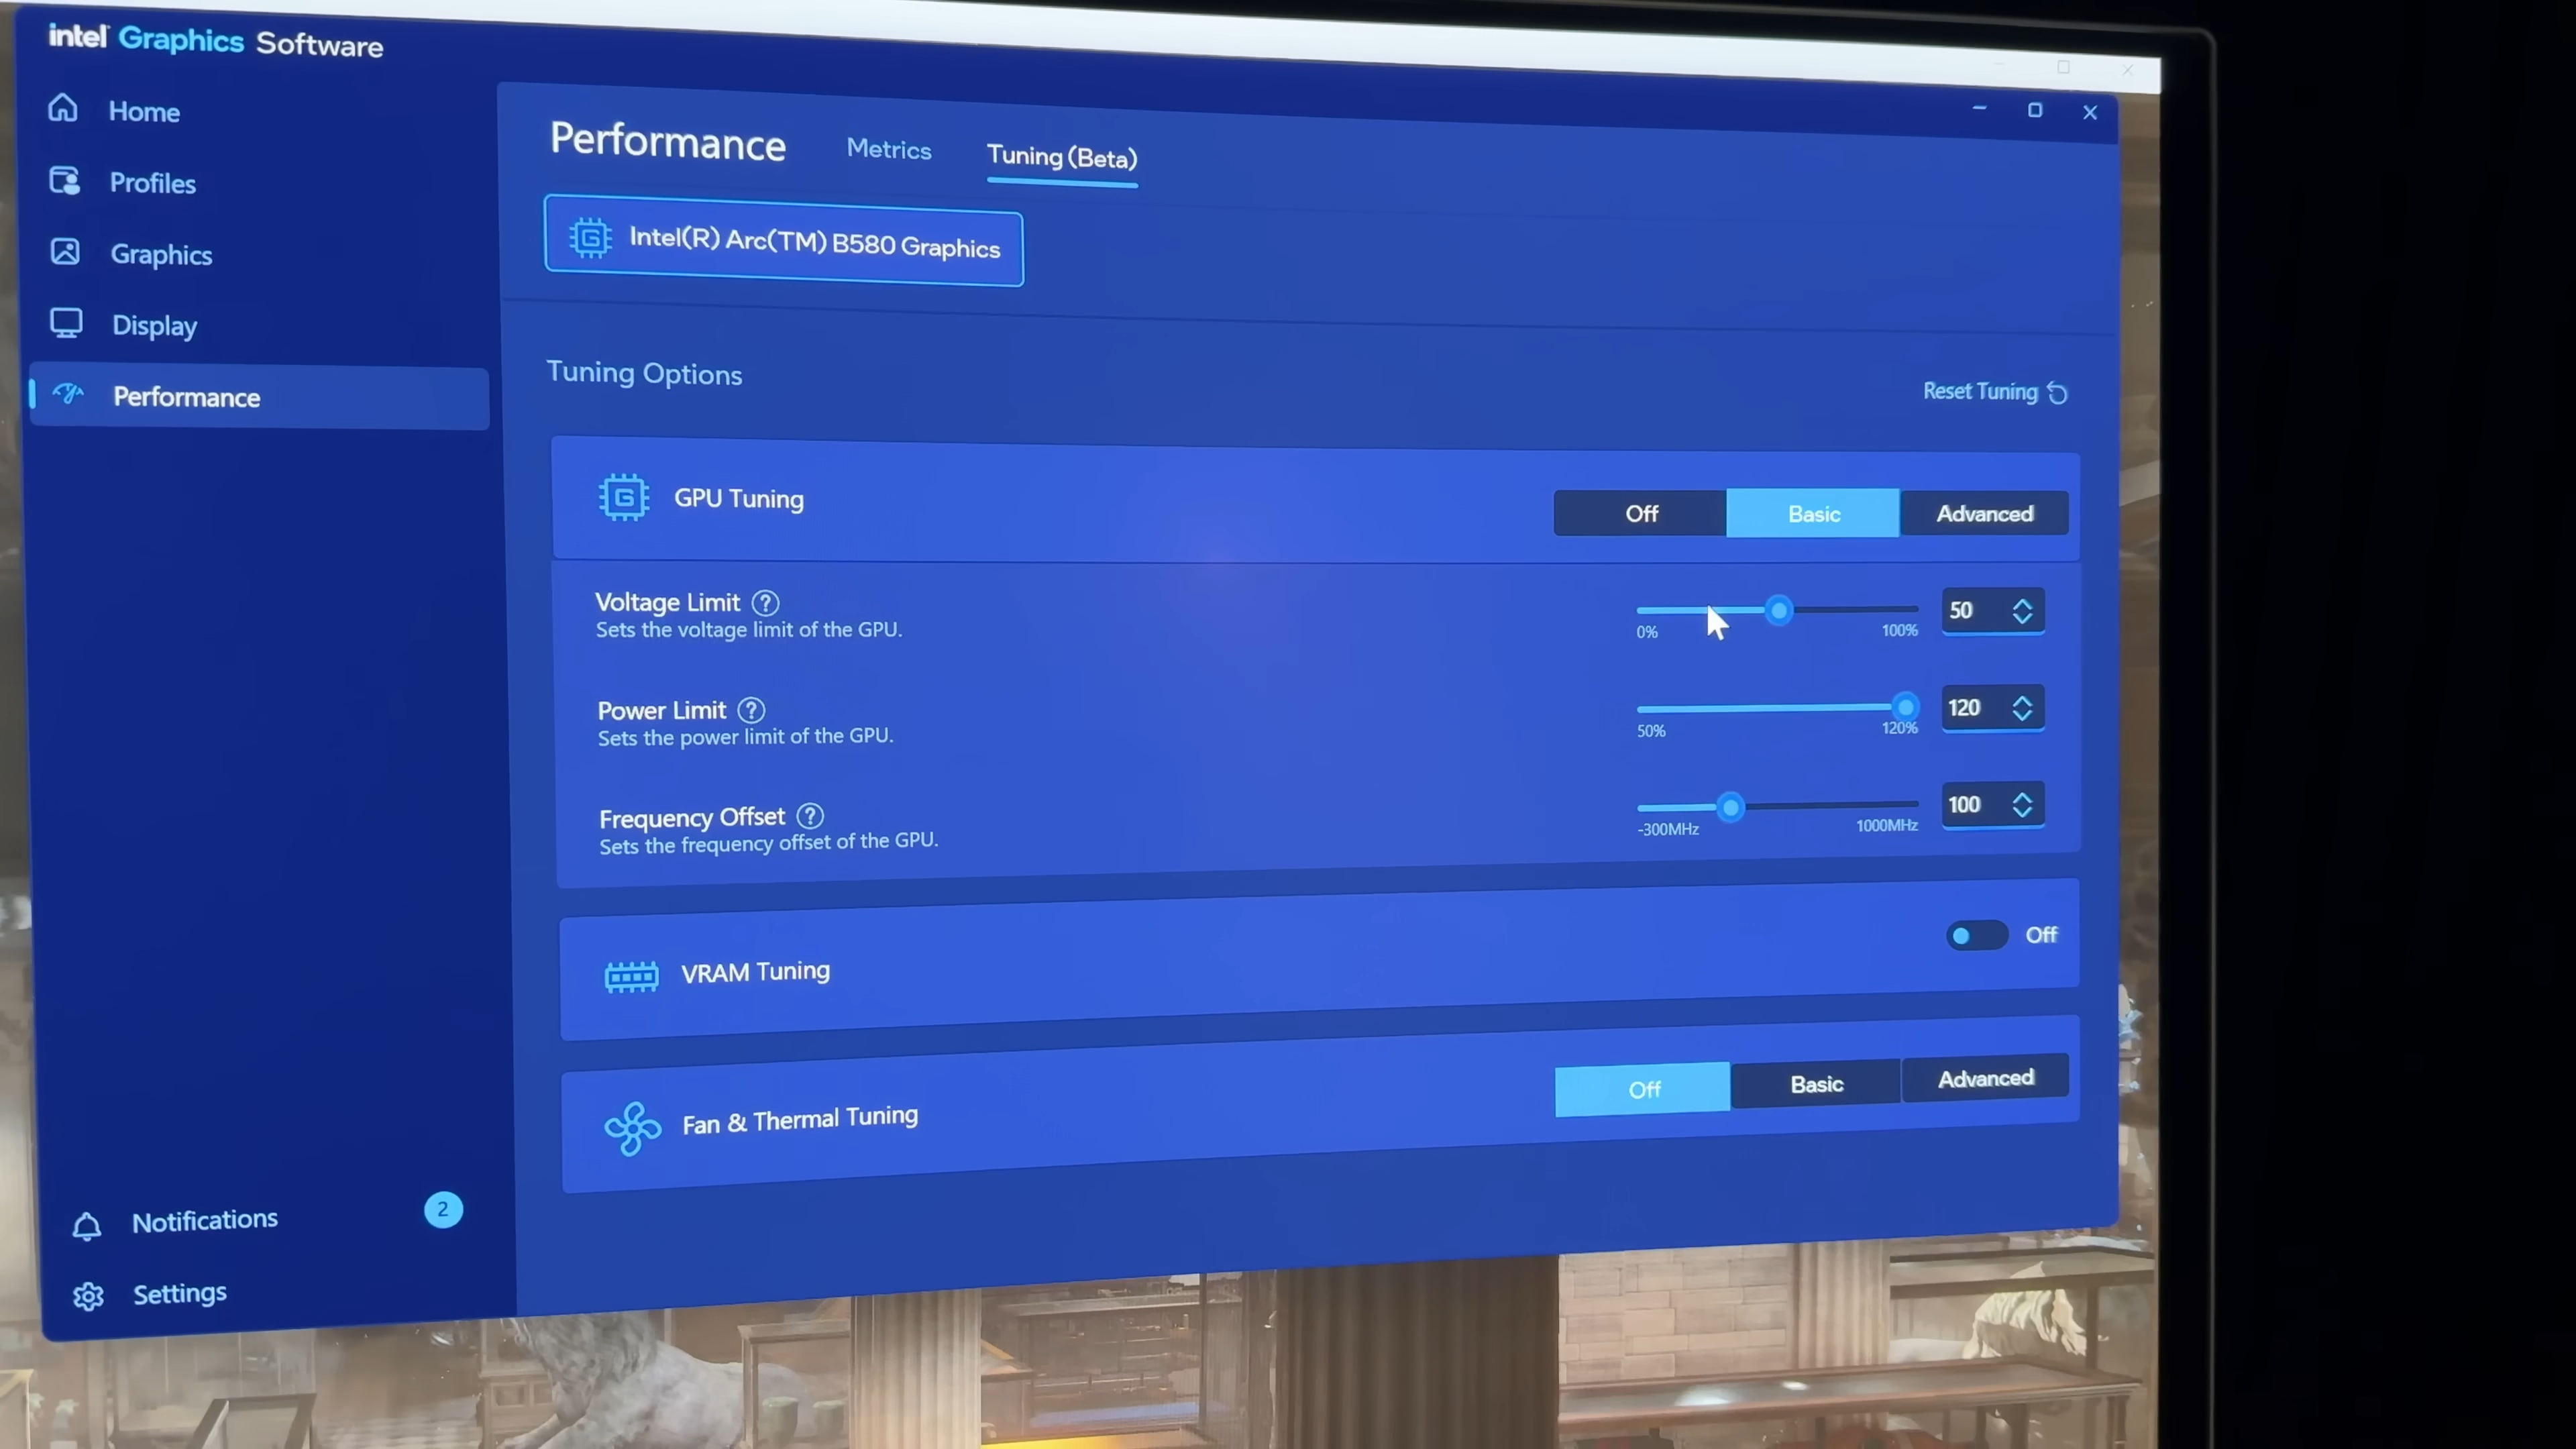 intel Graphics Software
Home
Profiles
Graphics
Display
Performance
Notifications
2
Settings
Performance
Metrics
Tuning (Beta)
Intel(R) Arc(TM) B580 Graphics
Tuning Options
Reset Tuning
GPU Tuning
Off
Basic
Advanced
Voltage Limit ?
Sets the voltage limit of the GPU.
0%
100%
50
Power Limit ?
Sets the power limit of the GPU.
50%
120%
120
Frequency Offset ?
Sets the frequency offset of the GPU.
-300MHz
1000MHz
100
VRAM Tuning
Off
Fan & Thermal Tuning
Off
Basic
Advanced